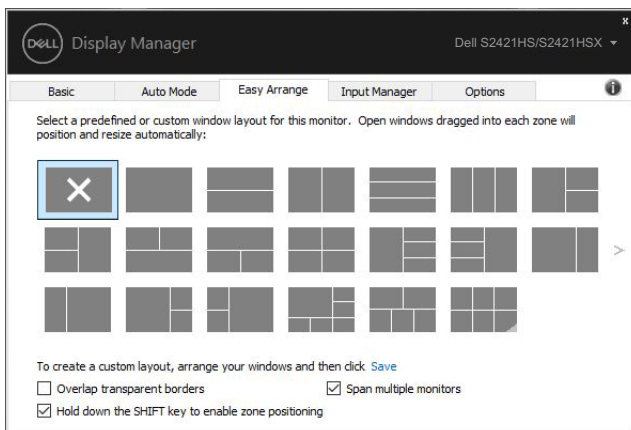 DELL Display Manager
Dell S2421HS/S2421HSX
Basic Auto Mode Easy Arrange Input Manager Options
Select a predefined or custom window layout for this monitor. Open windows dragged into each zone will
position and resize automatically:
To create a custom layout, arrange your windows and then click Save
Overlap transparent borders
Span multiple monitors
Hold down the SHIFT key to enable zone positioning